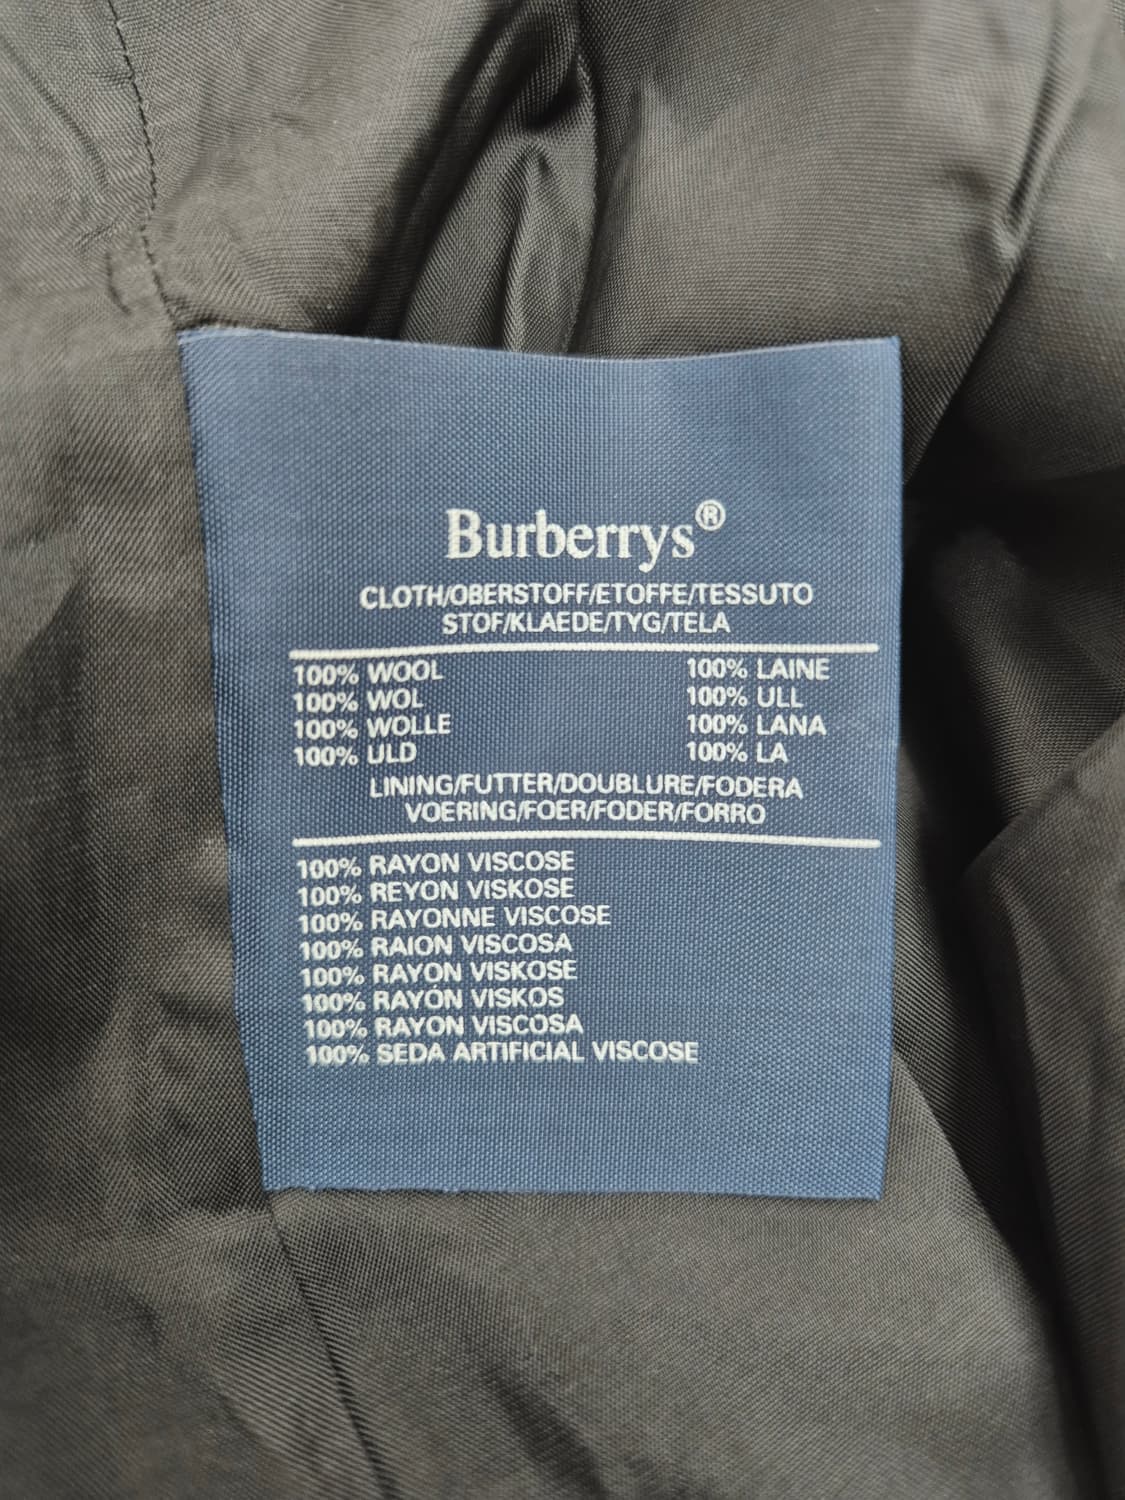 Burberrys®
CLOTH/OBERSTOFF/ETOFFE/TESSUTO
STOF/KLAEDE/TYG/TELA
100% WOOL 100% LAINE
100% WOL 100% ULL
100% WOLLE 100% LANA
100% ULD 100% LA
LINING/FUTTER/DOUBLURE/FODERA
VOERING/FOER/FODER/FORRO
100% RAYON VISCOSE
100% REYON VISKOSE
100% RAYONNE VISCOSE
100% RAION VISCOSA
100% RAYON VISKOSE
100% RAYÓN VISKOS
100% RAYON VISCOSA
100% SEDA ARTIFICIAL VISCOSE